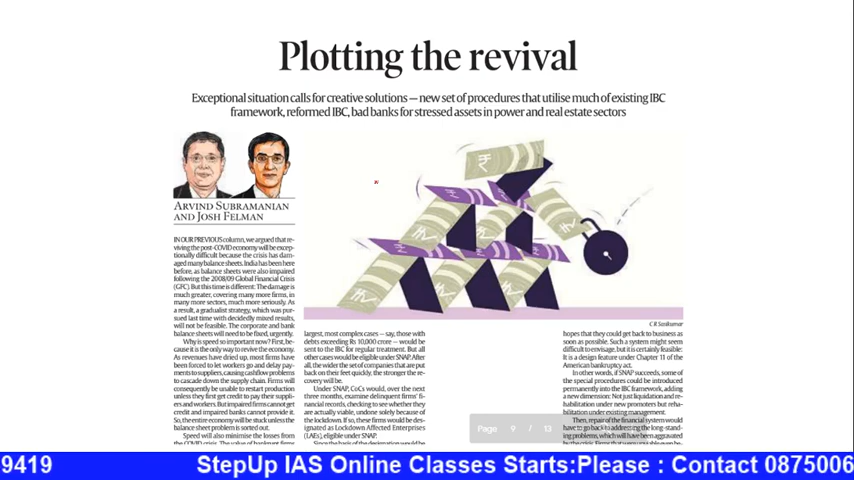 Plotting the revival
Exceptional situation calls for creative solutions — new set of procedures that utilise much of existing IBC
framework, reformed IBC, bad banks for stressed assets in power and real estate sectors
ARVIND SUBRAMANIAN
AND JOSH FELMAN
IN OUR PREVIOUS column, we argued that re-
viving the post-COVID economy will be excep-
tionally difficult because the crisis has dam-
aged many balance sheets. India has been here
before, as balance sheets were also impaired
following the 2008/09 Global Financial Crisis
(GFC). But this time is different: The damage is
much greater, covering many more firms, in
many more sectors, much more seriously. As
a result, a gradualist strategy, which was pur-
sued last time with decidedly mixed results,
will not be feasible. The corporate and bank
balance sheets will need to be fixed, urgently.
Why is speed so important now? First, be-
cause it is the only way to revive the economy.
As revenues have dried up, most firms have
been forced to let workers go and delay pay-
ments to suppliers, causing cashflow problems
to cascade down the supply chain. Firms will
consequently be unable to restart production
unless they first get credit to pay their suppli-
ers and workers. But impaired firms cannot get
credit and impaired banks cannot provide it.
So, the entire economy will be stuck unless the
balance sheet problem is sorted out.
Speed will also minimise the losses from
the COVID crisis. The value of bankrupt firms
C R Sasikumar
largest, most complex cases — say, those with
debts exceeding Rs 10,000 crore — would be
sent to the IBC for regular treatment. But all
other cases would be eligible under SNAP. After
all, the wider the set of companies that are put
back on their feet quickly, the stronger the re-
covery will be.
Under SNAP, CoCs would, over the next
three months, examine delinquent firms' fi-
nancial records, checking to see whether they
are actually viable, undone solely because of
the lockdown. If so, these firms would be des-
ignated as Lockdown Affected Enterprises
(LAEs), eligible under SNAP.
Since the basis of the designation would be
hopes that they could get back to business as
soon as possible. Such a system might seem
difficult to envisage, but it is certainly feasible:
It is a design feature under Chapter 11 of the
American bankruptcy act.
In other words, if SNAP succeeds, some of
the special procedures could be introduced
permanently into the IBC framework, adding
a new dimension: Not just liquidation and re-
habilitation under new promoters but reha-
bilitation under existing management.
Then, repair of the financial system would
have to go back to addressing the long-stand-
ing problems, which will have been aggravated
by the crisis. Firms that were
Page 9 / 13
9419 StepUp IAS Online Classes Starts:Please : Contact 0875006